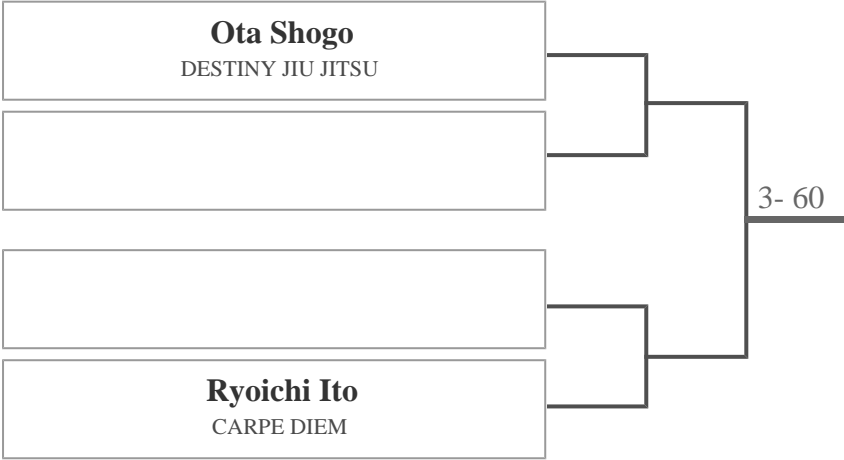 Ota Shogo
DESTINY JIU JITSU
3- 60
Ryoichi Ito
CARPE DIEM